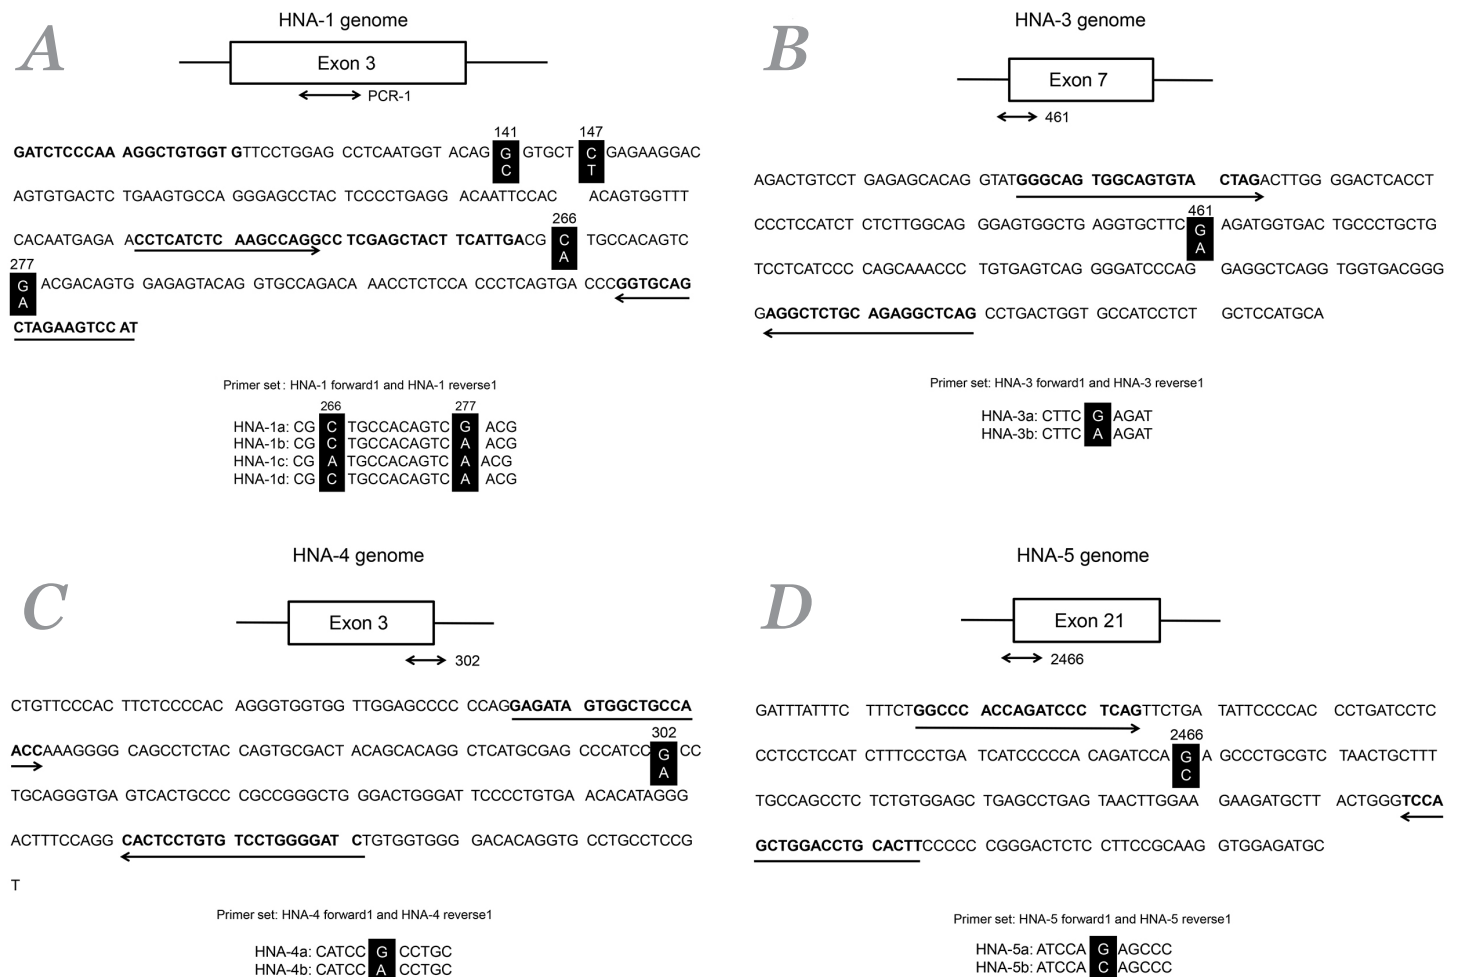 A
HNA-1 genome
Exon 3
PCR-1
141 147
GATCTCCCAA AGGCTGTGGT GTTCCTGGAG CCTCAATGGT ACAG G GTGCT C GAGAAGGAC
C T
AGTGTGACTC TGAAGTGCCA GGGAGCCTAC TCCCCTGAGG ACAATTCCAC ACAGTGGTTT
266
CACAATGAGA ACCTCATCTC AAGCCAGGCC TCGAGCTACT TCATTGACG C TGCCACAGTC
A
277
G ACGACAGTG GAGAGTACAG GTGCCAGACA AACCTCTCCA CCCTCAGTGA CCCGGTGCAG
A
CTAGAAGTCC AT
Primer set: HNA-1 forward1 and HNA-1 reverse1
266 277
HNA-1a: CG C TGCCACAGTC G ACG
HNA-1b: CG C TGCCACAGTC A ACG
HNA-1c: CG A TGCCACAGTC A ACG
HNA-1d: CG C TGCCACAGTC A ACG
B
HNA-3 genome
Exon 7
461
AGACTGTCCT GAGAGCACAG GTATGGGCAG TGGCAGTGTA CTAGACTTGG GGACTCACCT
461
CCCTCCATCT CTCTTGGCAG GGAGTGGCTG AGGTGCTTC G AGATGGTGAC TGCCCTGCTG
A
TCCTCATCCC CAGCAAACCC TGTGAGTCAG GGGATCCCAG GAGGCTCAGG TGGTGACGGG
GAGGCTCTGC AGAGGCTCAG CCTGACTGGT GCCATCCTCT GCTCCATGCA
Primer set: HNA-3 forward1 and HNA-3 reverse1
HNA-3a: CTTC G AGAT
HNA-3b: CTTC A AGAT
C
HNA-4 genome
Exon 3
302
CTGTTCCCAC TTCTCCCCAC AGGGTGGTGG TTGGAGCCCC CCAGGAGATA GTGGCTGCCA
302
ACCAAAGGGG CAGCCTCTAC CAGTGCGACT ACAGCACAGG CTCATGCGAG CCCATCC G CC
A
TGCAGGGTGA GTCACTGCCC CGCCGGGCTG GGACTGGGAT TCCCCTGTGA ACACATAGGG
ACTTTCCAGG CACTCCTGTG TCCTGGGGAT CTGTGGTGGG GACACAGGTG CCTGCCTCCG
T
Primer set: HNA-4 forward1 and HNA-4 reverse1
HNA-4a: CATCC G CCTGC
HNA-4b: CATCC A CCTGC
D
HNA-5 genome
Exon 21
2466
GATTTATTTC TTTCTGGCCC ACCAGATCCC TCAGTTCTGA TATTCCCCAC CCTGATCCTC
2466
CCTCCTCCAT CTTTCCCTGA TCATCCCCCA CAGATCCA G A GCCCTGCGTC TAACTGCTTT
C
TGCCAGCCTC TCTGTGGAGC TGAGCCTGAG TAACTTGGAA GAAGATGCTT ACTGGGTCCA
GCTGGACCTG CACTTCCCCC CGGGACTCTC CTTCCGCAAG GTGGAGATGC
Primer set: HNA-5 forward1 and HNA-5 reverse1
HNA-5a: ATCCA G AGCCC
HNA-5b: ATCCA C AGCCC